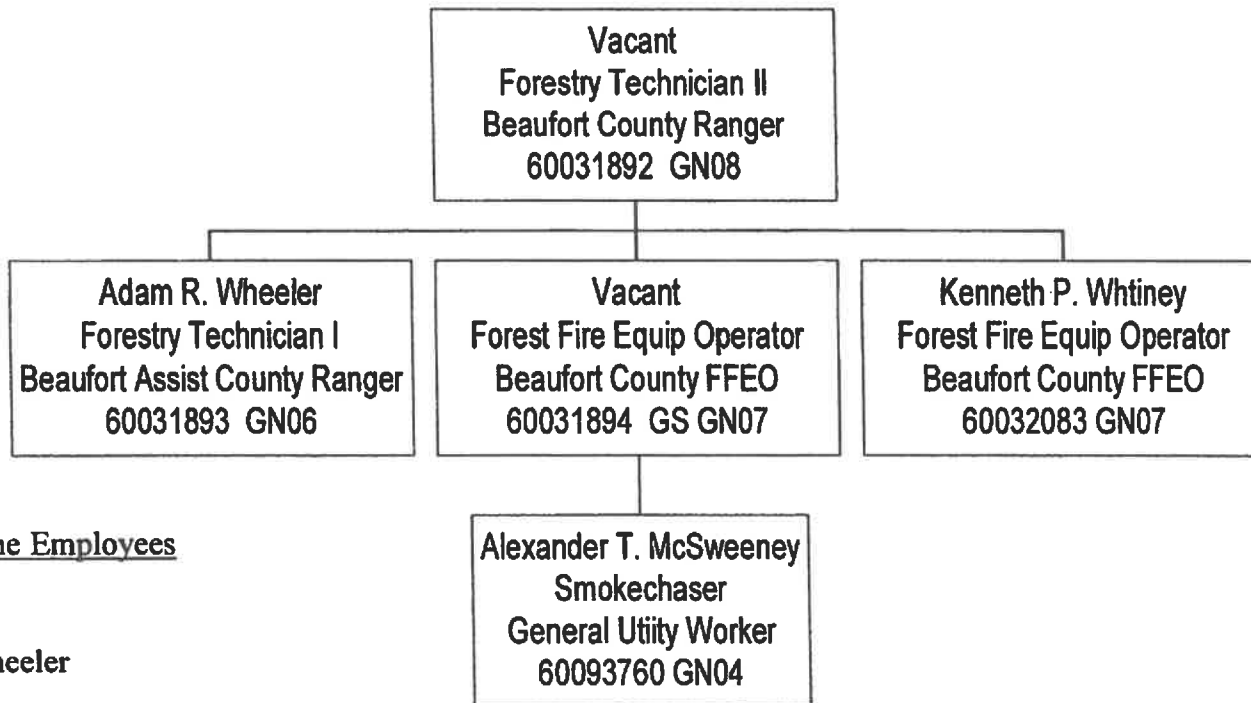 Vacant
Forestry Technician II
Beaufort County Ranger
60031892 GN08
Adam R. Wheeler
Forestry Technician I
Beaufort Assist County Ranger
60031893 GN06
Vacant
Forest Fire Equip Operator
Beaufort County FFEO
60031894 GS GN07
Kenneth P. Whtiney
Forest Fire Equip Operator
Beaufort County FFEO
60032083 GN07
Alexander T. McSweeney
Smokechaser
General Utiity Worker
60093760 GN04
Employees